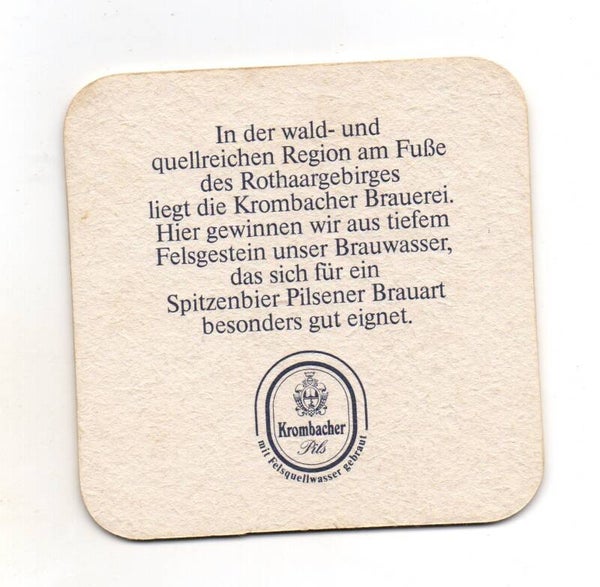 In der wald- und
quellreichen Region am Fuße
des Rothaargebirges
liegt die Krombacher Brauerei.
Hier gewinnen wir aus tiefem
Felsgestein unser Brauwasser,
das sich für ein
Spitzenbier Pilsener Brauart
besonders gut eignet.
Krombacher
Pils
mit Felsquellwasser gebraut